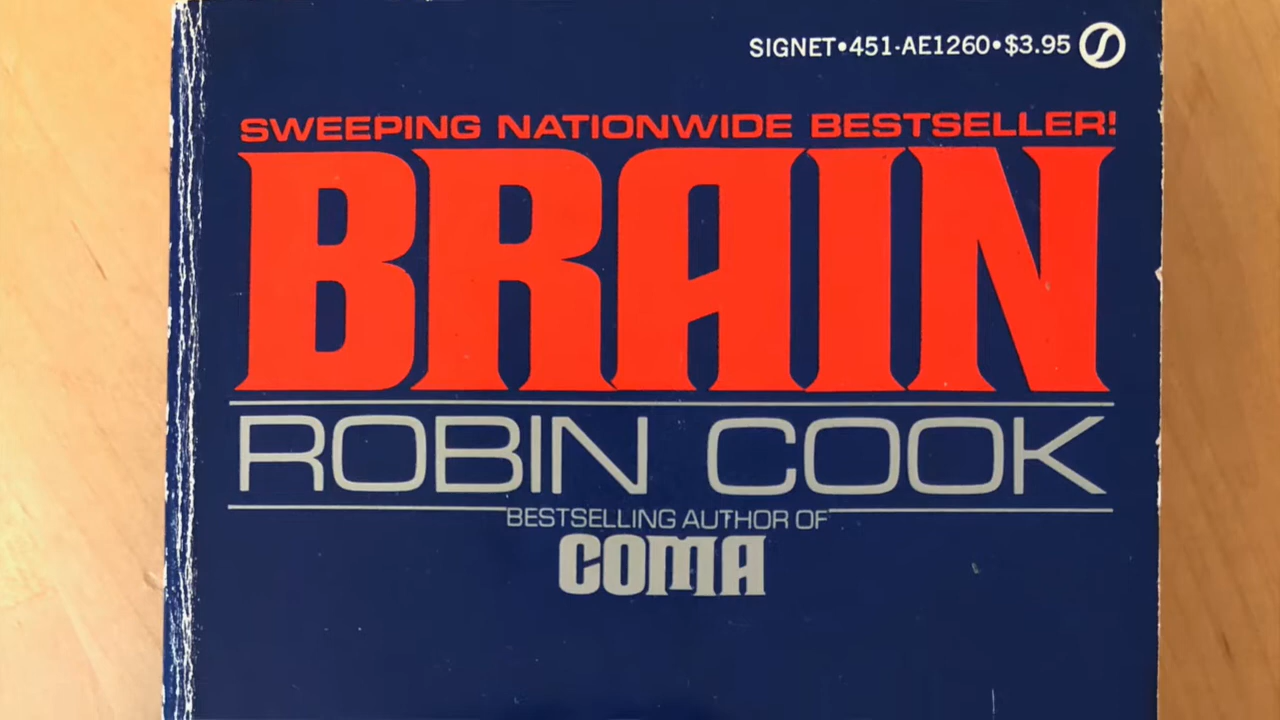 SIGNET•451-AE1260•$3.95
SWEEPING NATIONWIDE BESTSELLER!
BRAIN
ROBIN COOK
BESTSELLING AUTHOR OF
COMA